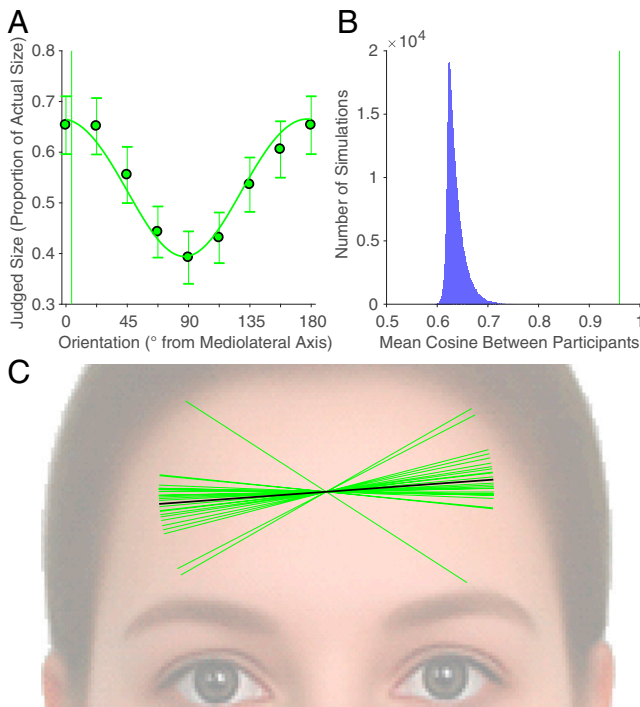 A
Judged Size (Proportion of Actual Size)
0.8
0.7
0.6
0.5
0.4
0.3
0 45 90 135 180
Orientation (° from Mediolateral Axis)
B
×10⁴
Number of Simulations
2
1.5
1
0.5
0
0.5 0.6 0.7 0.8 0.9 1
Mean Cosine Between Participants
C